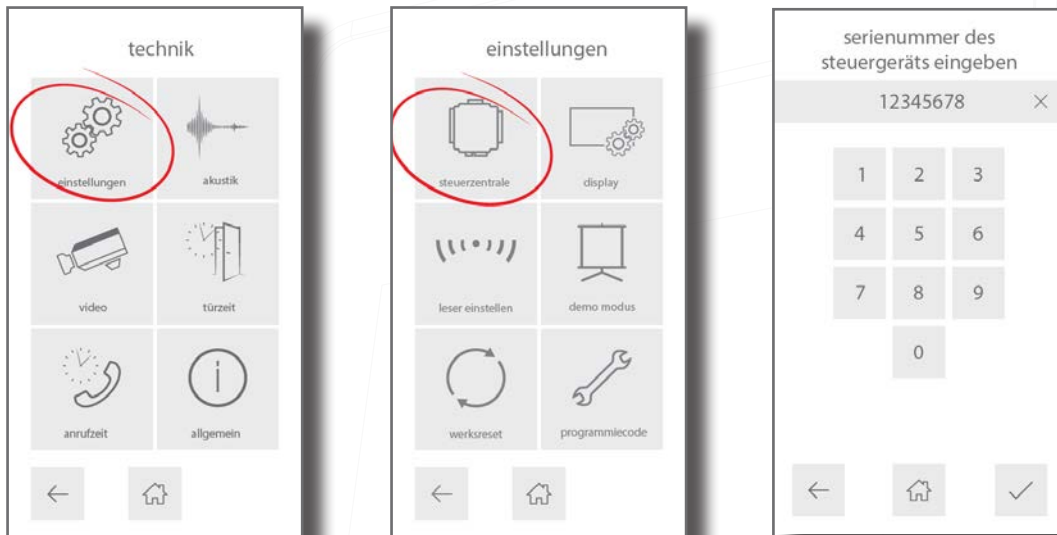 technik
einstellungen
akustik
video
türzeit
anrufzeit
allgemein
einstellungen
steuerzentrale
display
leser einstellen
demo modus
werksreset
programmiecode
serienummer des
steuergeräts eingeben
12345678
1 2 3
4 5 6
7 8 9
0